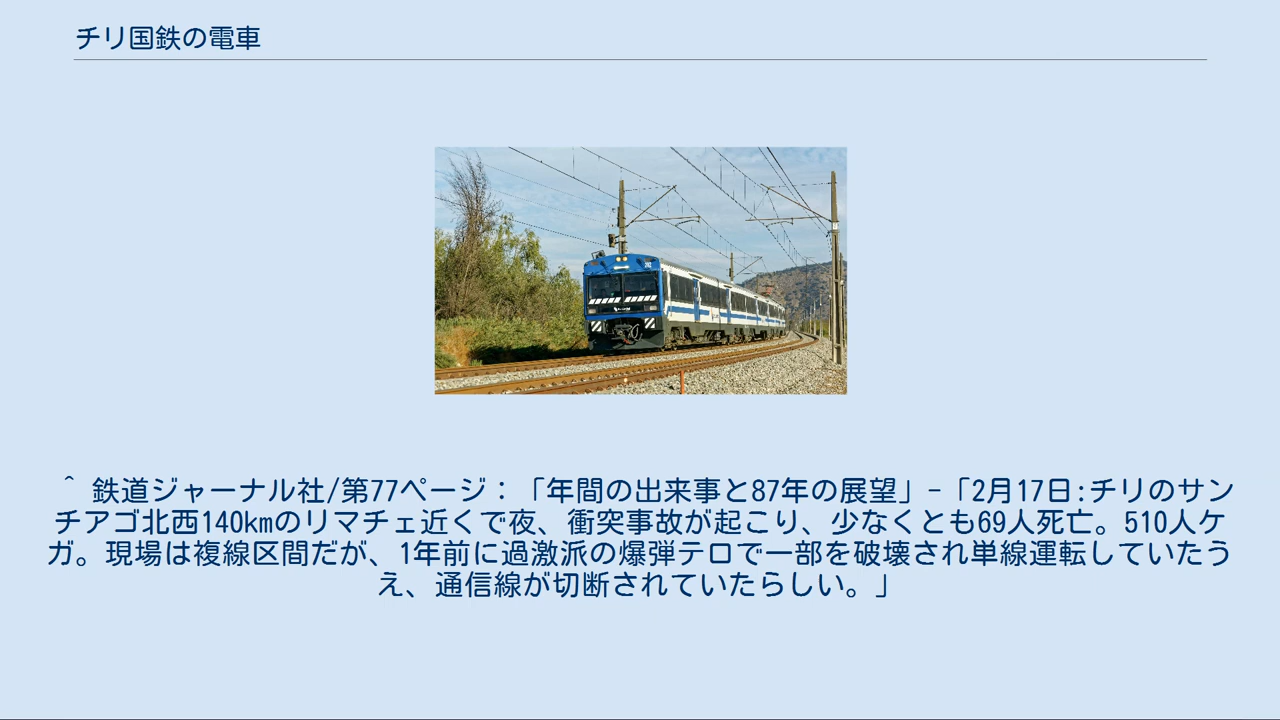 チリ国鉄の電車
^ 鉄道ジャーナル社/第77ページ：「年間の出来事と87年の展望」-「2月17日:チリのサン
チアゴ北西140kmのリマチェ近くで夜、衝突事故が起こり、少なくとも69人死亡。510人ケ
ガ。現場は複線区間だが、1年前に過激派の爆弾テロで一部を破壊され単線運転していたう
え、通信線が切断されていたらしい。」